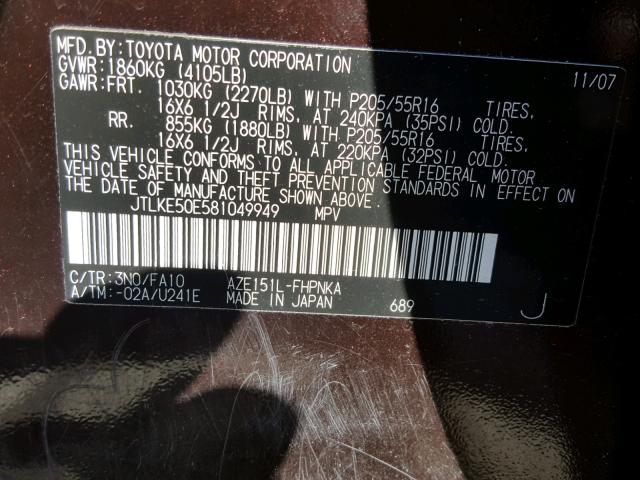 MFD.BY:TOYOTA MOTOR CORPORATION 11/07
GVWR:1860KG (4105LB)
GAWR:FRT. 1030KG (2270LB) WITH P205/55R16 TIRES,
16X6 1/2J RIMS, AT 240KPA (35PSI) COLD.
RR. 855KG (1880LB) WITH P205/55R16 TIRES,
16X6 1/2J RIMS, AT 220KPA (32PSI) COLD.
THIS VEHICLE CONFORMS TO ALL APPLICABLE FEDERAL MOTOR
VEHICLE SAFETY AND THEFT PREVENTION STANDARDS IN EFFECT ON
THE DATE OF MANUFACTURE SHOWN ABOVE.
JTLKE50E581049949 MPV
C/TR:3N0/FA10 AZE151L-FHPNKA
A/TM:-02A/U241E MADE IN JAPAN 689 J